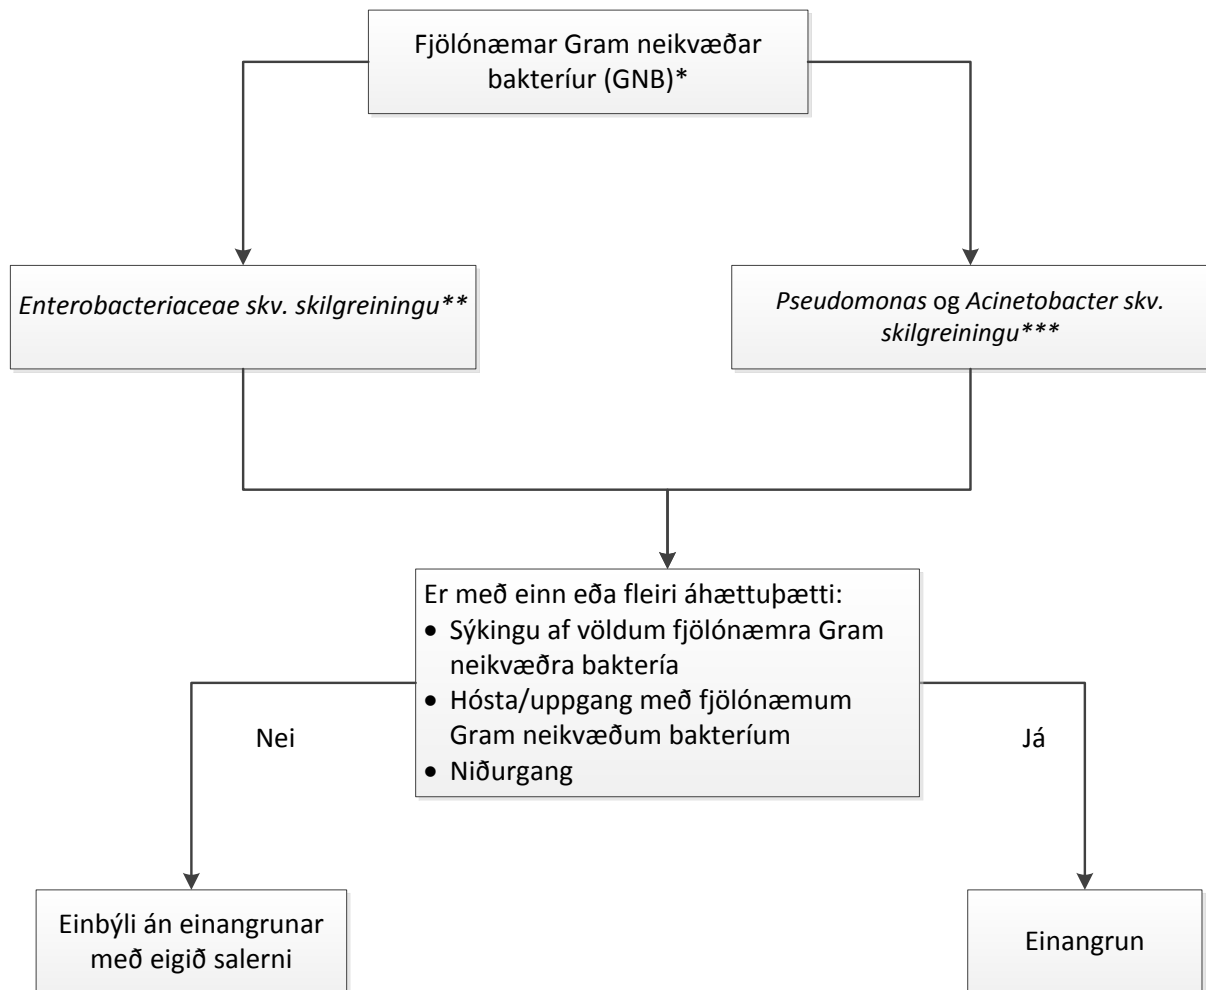 Fjölónæmar Gram neikvæðar
bakteríur (GNB)*
Enterobacteriaceae skv. skilgreiningu**
Pseudomonas og Acinetobacter skv.
skilgreiningu***
Er með einn eða fleiri áhættuþætti:
• Sýkingu af völdum fjölónæmra Gram
neikvæðra baktería
• Hósta/uppgang með fjölónæmum
Gram neikvæðum bakteríum
• Niðurgang
Nei
Já
Einbýli án einangrunar
með eigið salerni
Einangrun